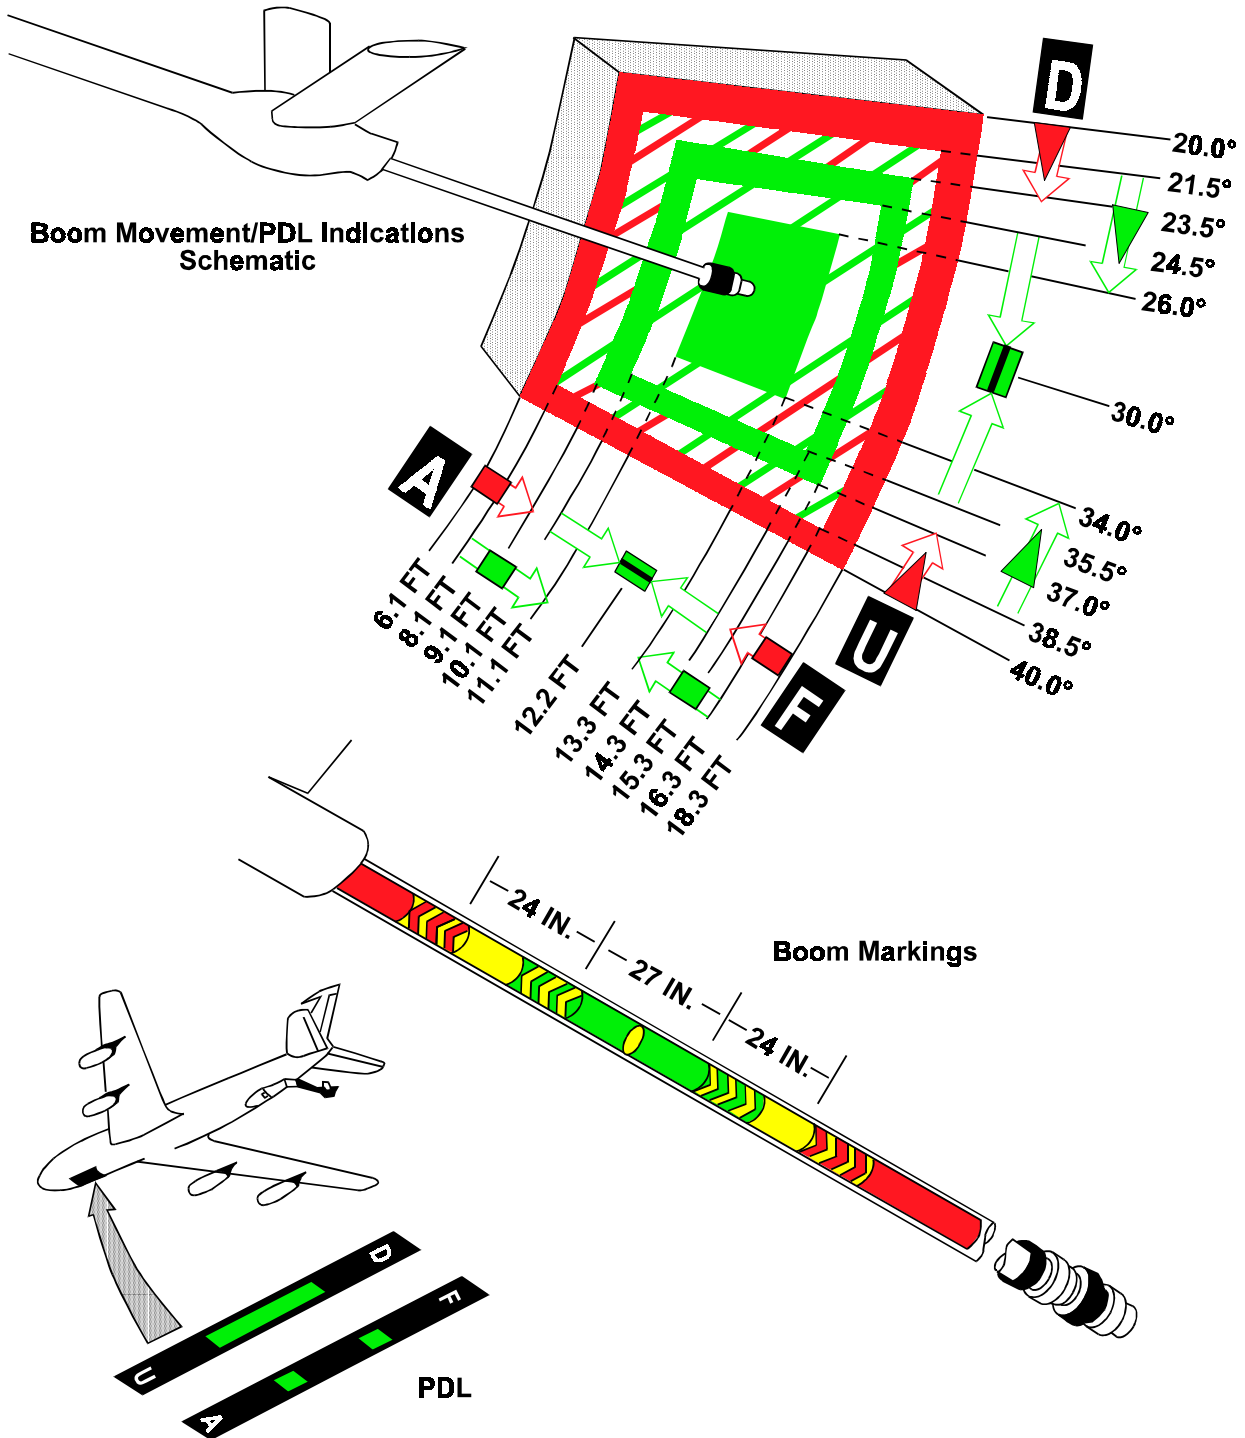 D
20.0°
21.5°
23.5°
24.5°
26.0°
30.0°
34.0°
35.5°
37.0°
38.5°
40.0°
Boom Movement/PDL Indications
Schematic
A
U
F
6.1 FT
8.1 FT
9.1 FT
10.1 FT
11.1 FT
12.2 FT
13.3 FT
14.3 FT
15.3 FT
16.3 FT
18.3 FT
24 IN.
27 IN.
24 IN.
Boom Markings
D
U
F
A
PDL